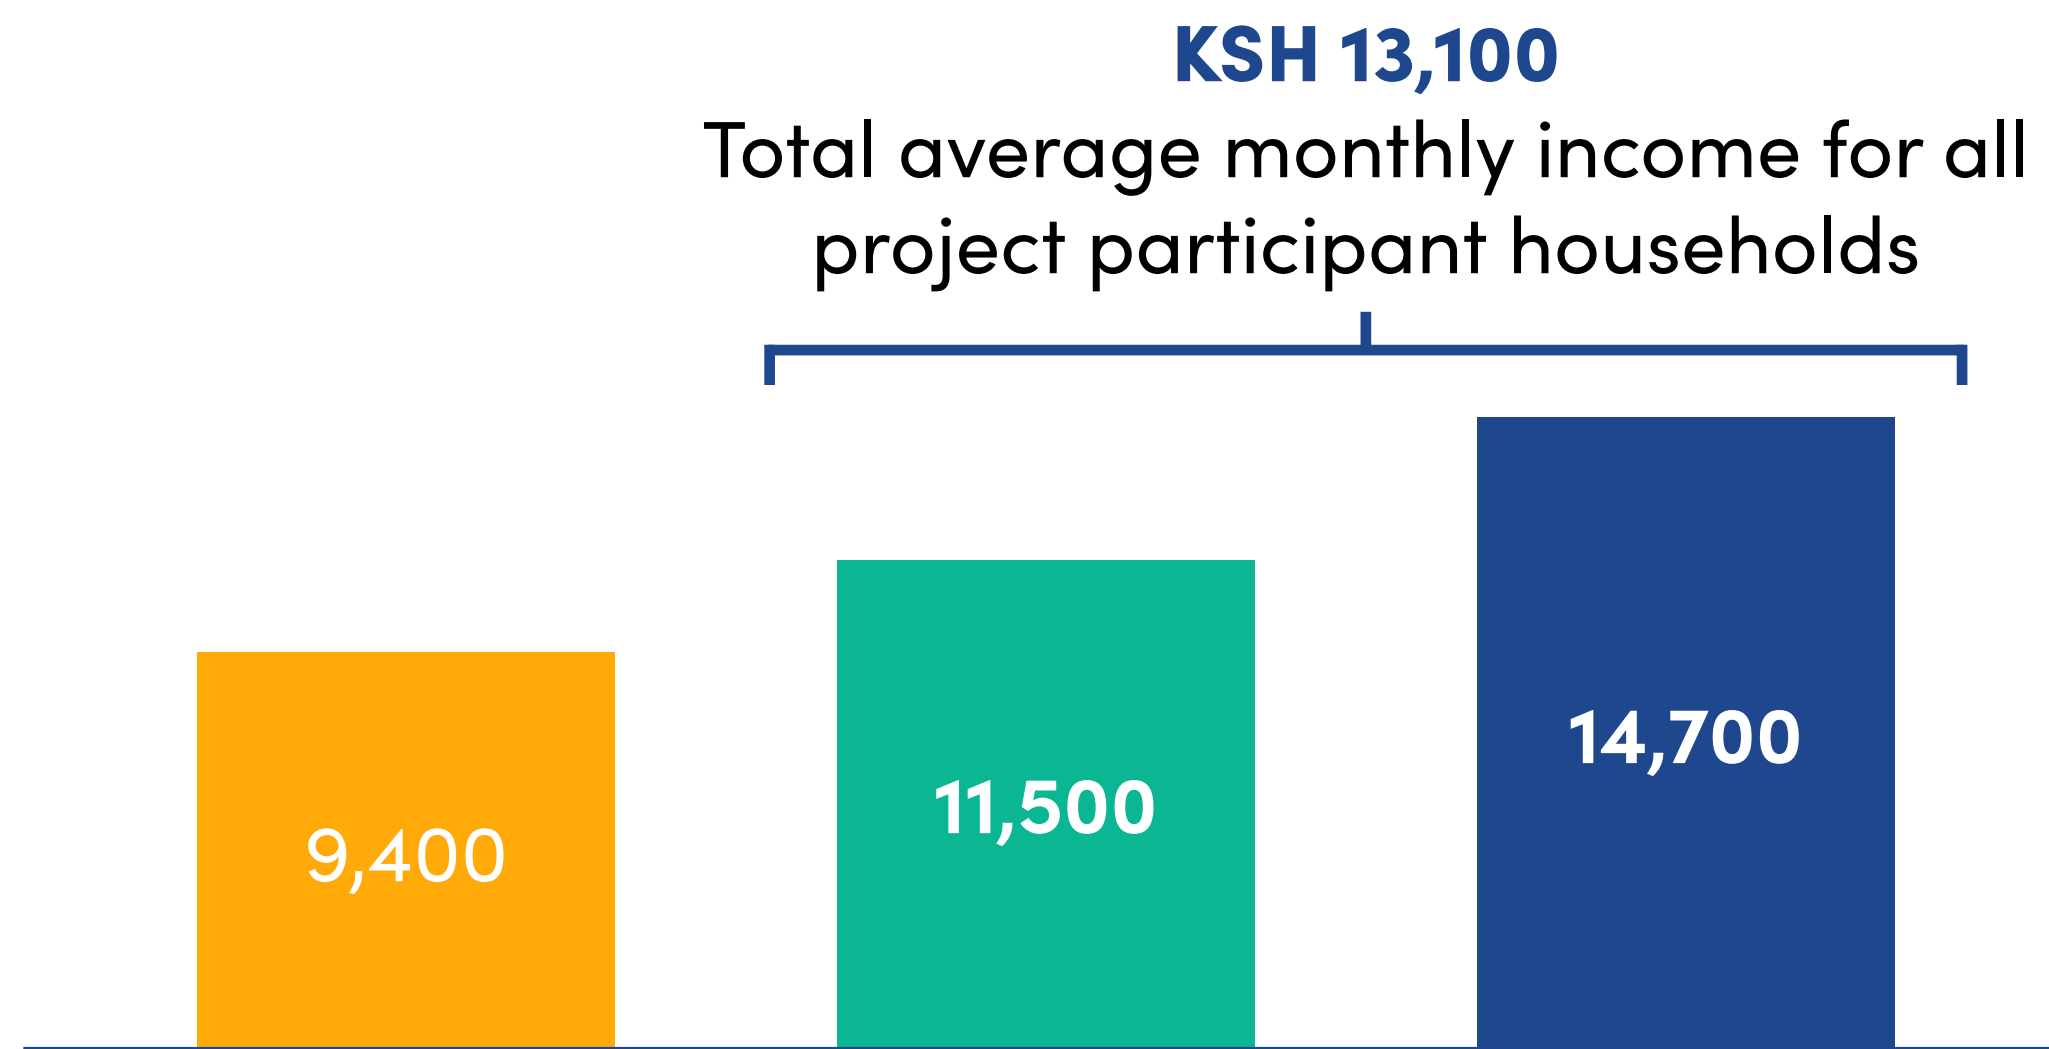 KSH 13,100
Total average monthly income for all
project participant households
9,400
11,500
14,700